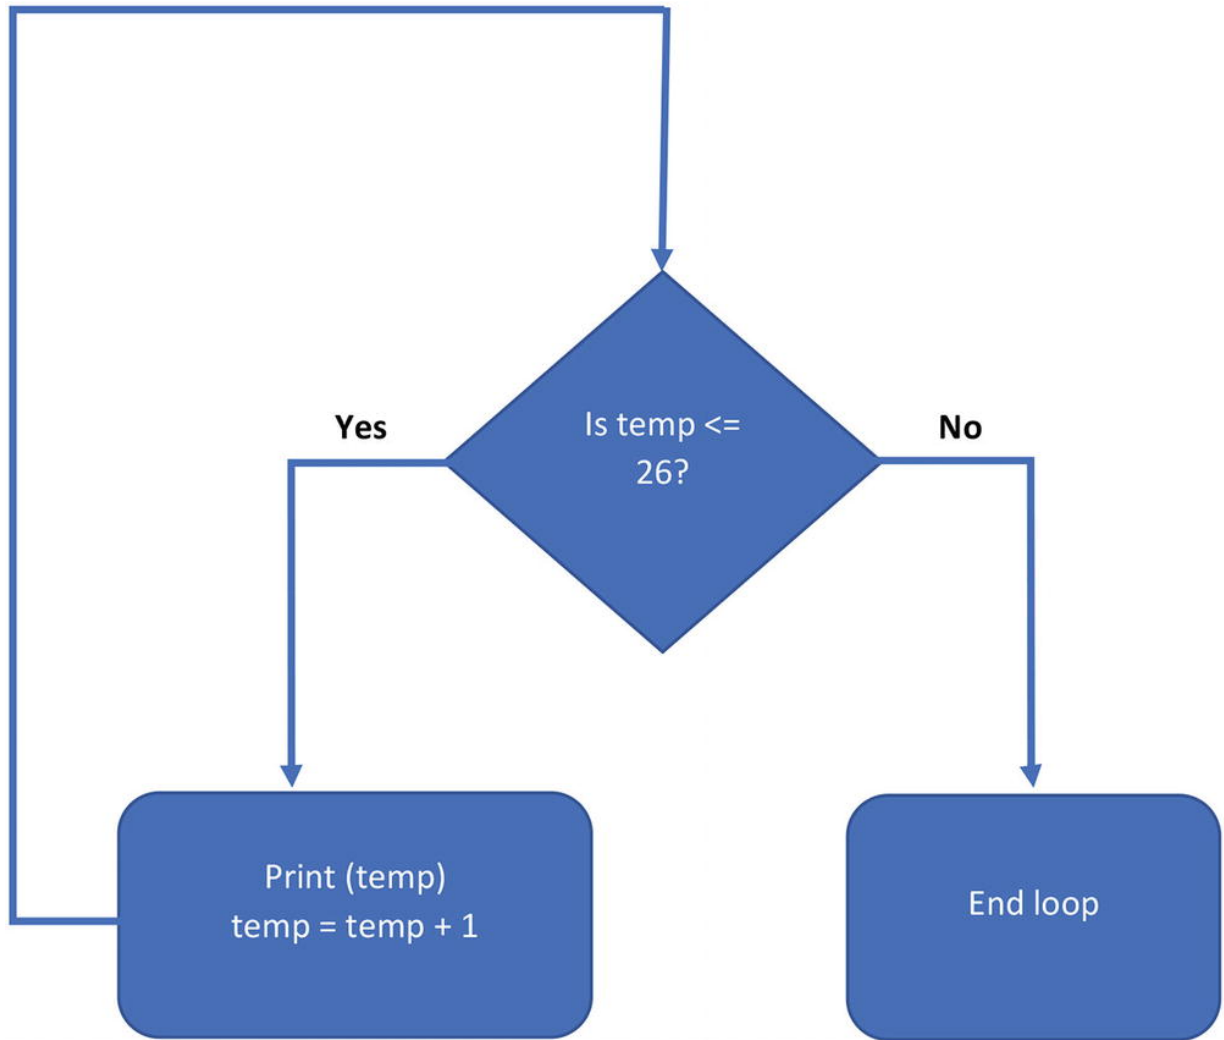 Yes
Is temp <=
26?
No
Print (temp)
temp = temp + 1
End loop